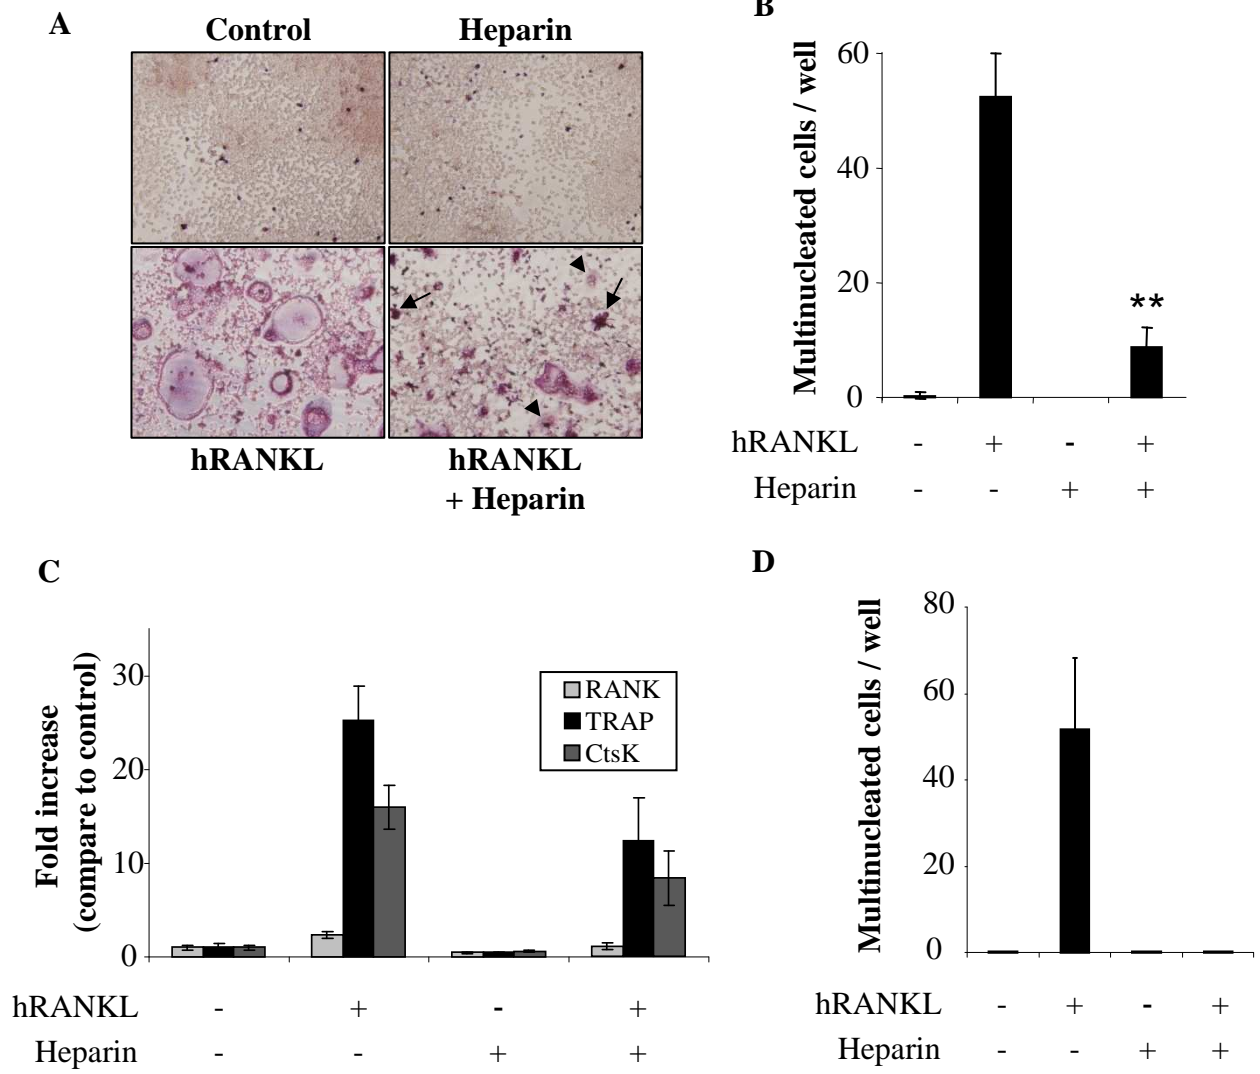 A
Control Heparin
hRANKL hRANKL
+ Heparin
B
Multinucleated cells / well
60
40
20
0
**
hRANKL - + - +
Heparin - - + +
C
Fold increase
(compare to control)
30
20
10
0
RANK
TRAP
CtsK
hRANKL - + - +
Heparin - - + +
D
Multinucleated cells / well
80
60
40
20
0
hRANKL - + - +
Heparin - - + +